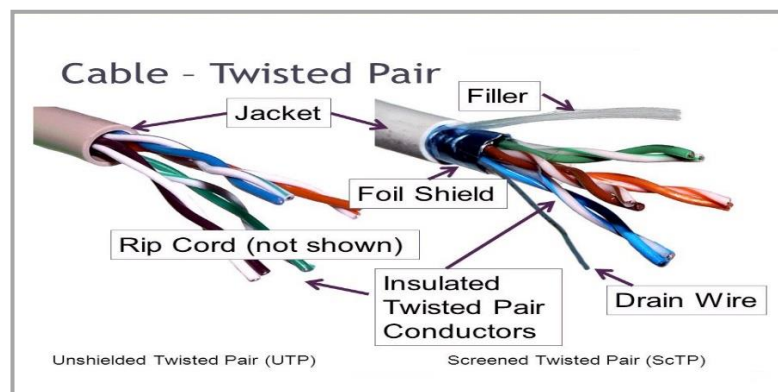 Cable - Twisted Pair
Filler
Jacket
Foil Shield
Rip Cord (not shown)
Insulated
Twisted Pair
Conductors
Drain Wire
Unshielded Twisted Pair (UTP)
Screened Twisted Pair (ScTP)